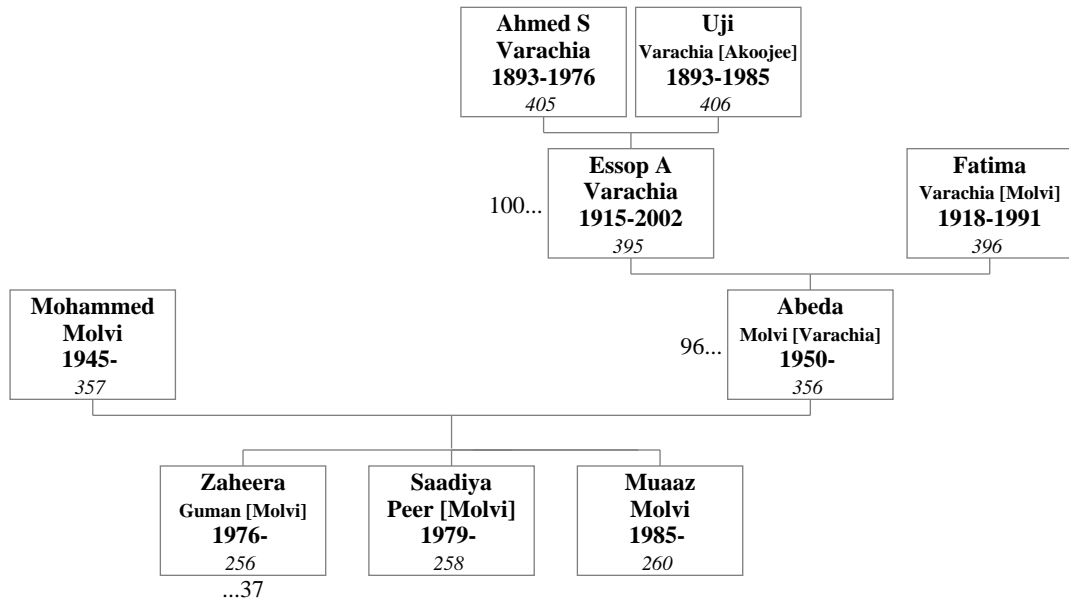 Ahmed S
Varachia
1893-1976
405
Uji
Varachia [Akoojee]
1893-1985
406
100...
Essop A
Varachia
1915-2002
395
Fatima
Varachia [Molvi]
1918-1991
396
Mohammed
Molvi
1945-
357
96...
Abeda
Molvi [Varachia]
1950-
356
Zaheera
Guman [Molvi]
1976-
256
...37
Saadiya
Peer [Molvi]
1979-
258
Muaaz
Molvi
1985-
260